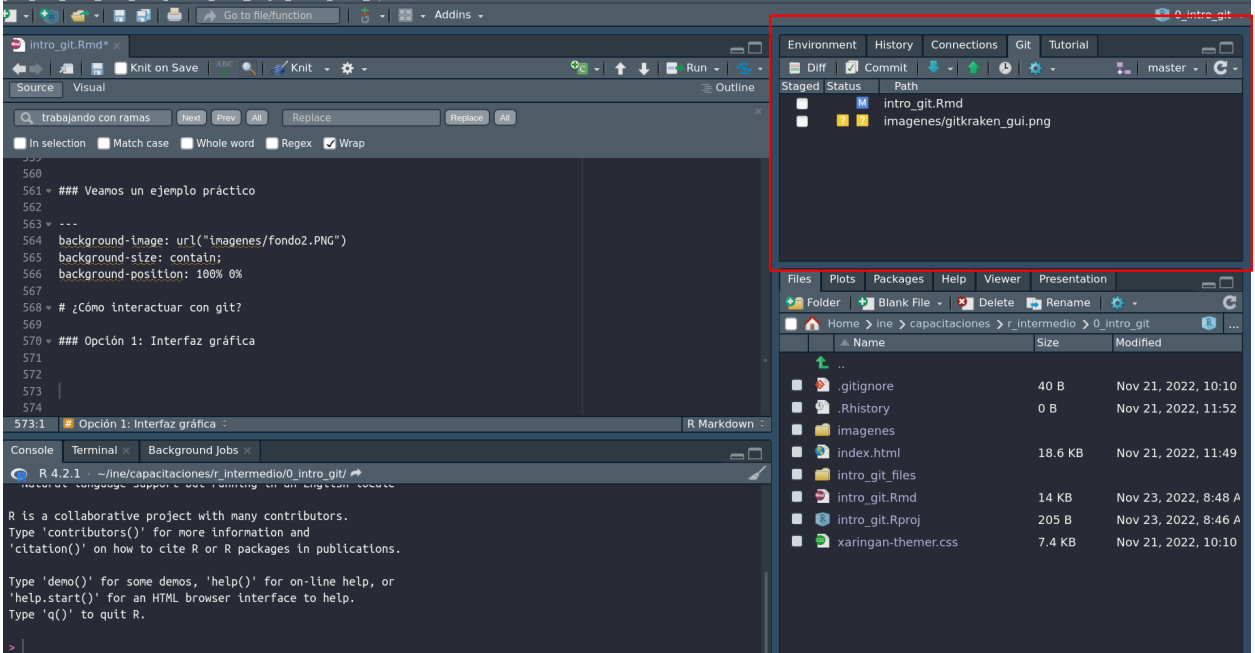 Go to file/function
Addins
0_intro_git
intro_git.Rmd*
Knit on Save
ABC
Knit
Run
Source
Visual
Outline
trabajando con ramas
Next
Prev
All
Replace
Replace
All
In selection
Match case
Whole word
Regex
Wrap
559
560
561 ### Veamos un ejemplo práctico
562
563 ---
564 background-image: url("imagenes/fondo2.PNG")
565 background-size: contain;
566 background-position: 100% 0%
567
568 # ¿Cómo interactuar con git?
569
570 ### Opción 1: Interfaz gráfica
571
572
573
574
573:1
# Opción 1: Interfaz gráfica
R Markdown
Console
Terminal
Background Jobs
R 4.2.1 · ~/ine/capacitaciones/r_intermedio/0_intro_git/
Natural language support but running in an English locale
R is a collaborative project with many contributors.
Type 'contributors()' for more information and
'citation()' on how to cite R or R packages in publications.
Type 'demo()' for some demos, 'help()' for on-line help, or
'help.start()' for an HTML browser interface to help.
Type 'q()' to quit R.
>
Environment
History
Connections
Git
Tutorial
Diff
Commit
master
Staged
Status
Path
M intro_git.Rmd
? ? imagenes/gitkraken_gui.png
Files
Plots
Packages
Help
Viewer
Presentation
Folder
Blank File
Delete
Rename
Home
ine
capacitaciones
r_intermedio
0_intro_git
...
Name
Size
Modified
..
.gitignore 40 B Nov 21, 2022, 10:10
.Rhistory 0 B Nov 21, 2022, 11:52
imagenes
index.html 18.6 KB Nov 21, 2022, 11:49
intro_git_files
intro_git.Rmd 14 KB Nov 23, 2022, 8:48 A
intro_git.Rproj 205 B Nov 23, 2022, 8:46 A
xaringan-themer.css 7.4 KB Nov 21, 2022, 10:10